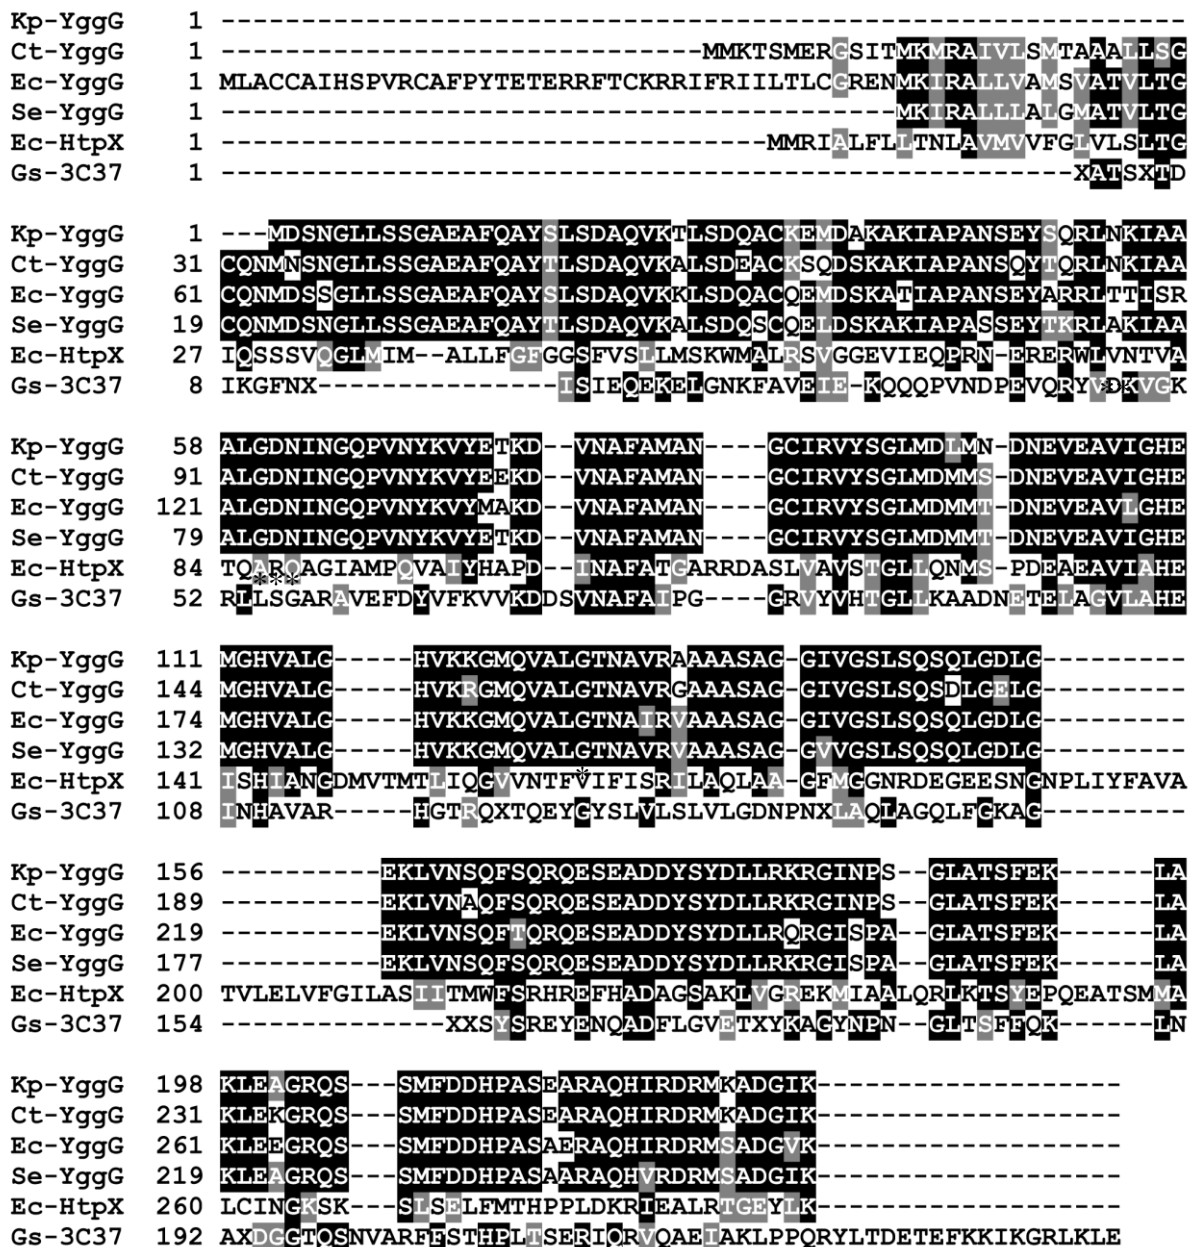 Kp-YggG 1 ------------------------------------------------------------
Ct-YggG 1 ------------------------------MMKTSMERGSITMKMRAIVLSMTAAALLSG
Ec-YggG 1 MLACCAIHSPVRCAFPYTETERRFTCKRRIFRIILTLCGRENMKIRALLVAMSVATVLTG
Se-YggG 1 ------------------------------------------MKIRALLLALGMATVLTG
Ec-HtpX 1 ----------------------------------MMRIALFLLTNLAVMVVFGLVLSLTG
Gs-3C37 1 -----------------------------------------------------XATSXTD
Kp-YggG 1 ---MDSNGLLSSGAEAFQAYSLSDAQVKTLSDQACKEMDAKAKIAPANSEYSQRLNKIAA
Ct-YggG 31 CQNMNSNGLLSSGAEAFQAYTLSDAQVKALSDEACKSQDSKAKIAPANSQYTQRLNKIAA
Ec-YggG 61 CQNMDSSGLLSSGAEAFQAYSLSDAQVKKLSDQACQEMDSKATIAPANSEYARRLTTISR
Se-YggG 19 CQNMDSNGLLSSGAEAFQAYTLSDAQVKALSDQSCQELDSKAKIAPASSEYTKRLAKIAA
Ec-HtpX 27 IQSSSVQGLMIM--ALLFGFGGSFVSLLMSKWMALRSVGGEVIEQPRN-ERERWLVNTVA
Gs-3C37 8 IKGFNX---------------ISIEQEKELGNKFAVEIE-KQQQPVNDPEVQRYVDKVGK
Kp-YggG 58 ALGDNINGQPVNYKVYETKD--VNAFAMAN----GCIRVYSGLMDLMN-DNEVEAVIGHE
Ct-YggG 91 ALGDNINGQPVNYKVYEEKD--VNAFAMAN----GCIRVYSGLMDMMS-DNEVEAVIGHE
Ec-YggG 121 ALGDNINGQPVNYKVYMAKD--VNAFAMAN----GCIRVYSGLMDMMT-DNEVEAVLGHE
Se-YggG 79 ALGDNINGQPVNYKVYETKD--VNAFAMAN----GCIRVYSGLMDMMT-DNEVEAVIGHE
Ec-HtpX 84 TQARQAGIAMPQVAIYHAPD--INAFATGARRDASLVAVSTGLLQNMS-PDEAEAVIAHE
***
Gs-3C37 52 RLLSGARAVEFDYVFKVVKDDSVNAFAIPG----GRVYVHTGLLKAADNETELAGVLAHE
Kp-YggG 111 MGHVALG-----HVKKGMQVALGTNAVRAAAASAG-GIVGSLSQSQLGDLG---------
Ct-YggG 144 MGHVALG-----HVKRGMQVALGTNAVRGAAASAG-GIVGSLSQSDLGELG---------
Ec-YggG 174 MGHVALG-----HVKKGMQVALGTNAIRVAAASAG-GIVGSLSQSQLGDLG---------
Se-YggG 132 MGHVALG-----HVKKGMQVALGTNAVRVAAASAG-GVVGSLSQSQLGDLG---------
Ec-HtpX 141 ISHIANGDMVTMTLIQGVVNTFVIFISRILAQLAA-GFMGGNRDEGEESNGNPLIYFAVA
Gs-3C37 108 INHAVAR-----HGTRQXTQEYGYSLVLSLVLGDNPNXLAQLAGQLFGKAG---------
Kp-YggG 156 ----------EKLVNSQFSQRQESEADDYSYDLLRKRGINPS--GLATSFEK------LA
Ct-YggG 189 ----------EKLVNAQFSQRQESEADDYSYDLLRKRGINPS--GLATSFEK------LA
Ec-YggG 219 ----------EKLVNSQFTQRQESEADDYSYDLLRQRGISPA--GLATSFEK------LA
Se-YggG 177 ----------EKLVNSQFSQRQESEADDYSYDLLRKRGISPA--GLATSFEK------LA
Ec-HtpX 200 TVLELVFGILASIITMWFSRHREFHADAGSAKLVGREKMIAALQRLKTSYEPQEATSMMA
Gs-3C37 154 --------------XXSYSREYENQADFLGVETXYKAGYNPN--GLTSFFQK------LN
Kp-YggG 198 KLEAGRQS---SMFDDHPASEARAQHIRDRMKADGIK-------------------
Ct-YggG 231 KLEKGRQS---SMFDDHPASEARAQHIRDRMKADGIK-------------------
Ec-YggG 261 KLEEGRQS---SMFDDHPASAERAQHIRDRMSADGVK-------------------
Se-YggG 219 KLEAGRQS---SMFDDHPASAARAQHVRDRMSADGIK-------------------
Ec-HtpX 260 LCINGKSK---SLSELFMTHPPLDKRIEALRTGEYLK-------------------
Gs-3C37 192 AXDGGTQSNVARFFSTHPLTSERIQRVQAEIAKLPPQRYLTDETEFKKIKGRLKLE